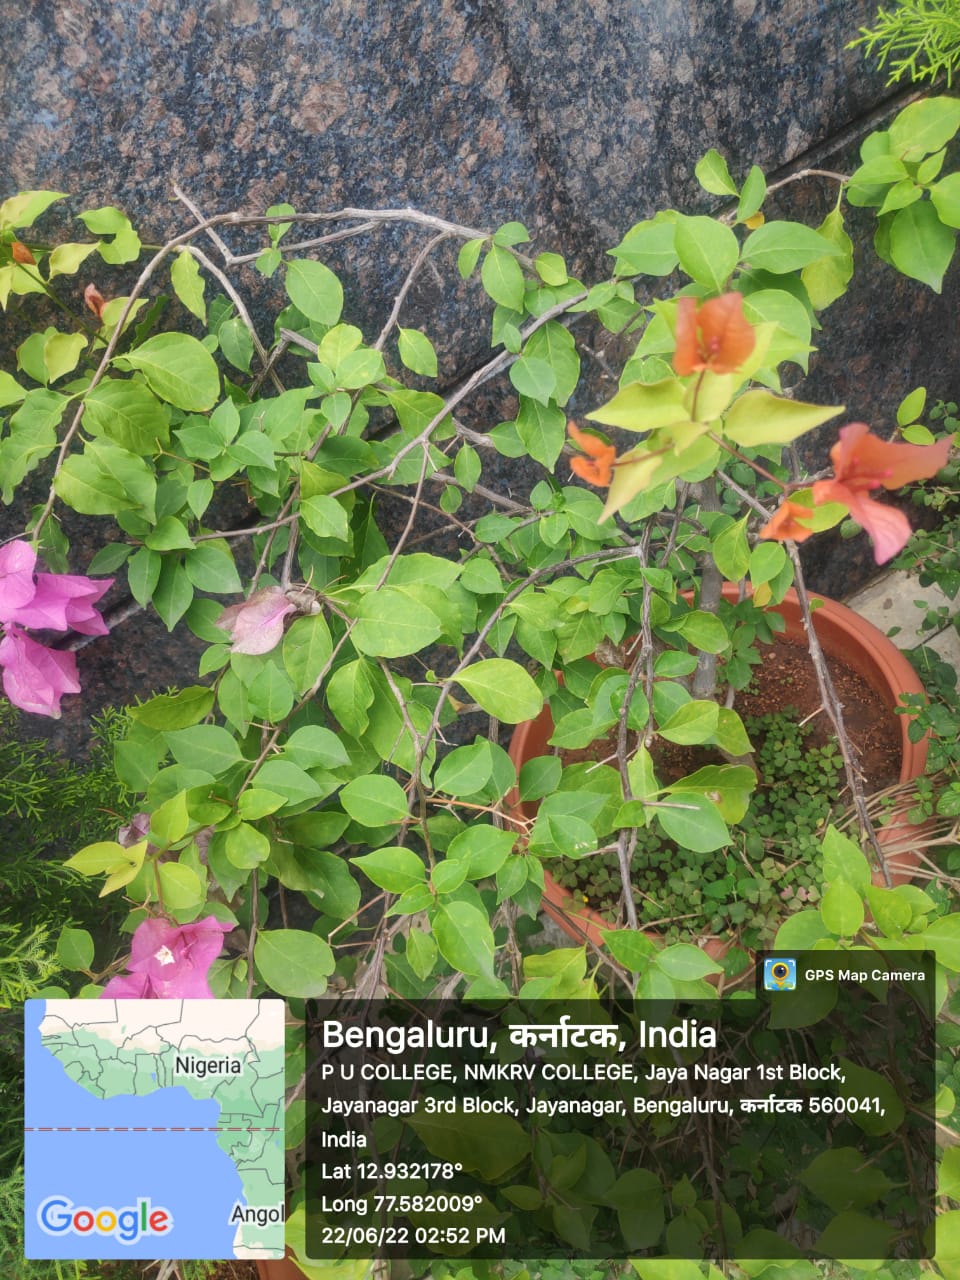 GPS Map Camera
Nigeria
Angol
Google
Bengaluru, कर्नाटक, India
P U COLLEGE, NMKRV COLLEGE, Jaya Nagar 1st Block,
Jayanagar 3rd Block, Jayanagar, Bengaluru, कर्नाटक 560041,
India
Lat 12.932178°
Long 77.582009°
22/06/22 02:52 PM